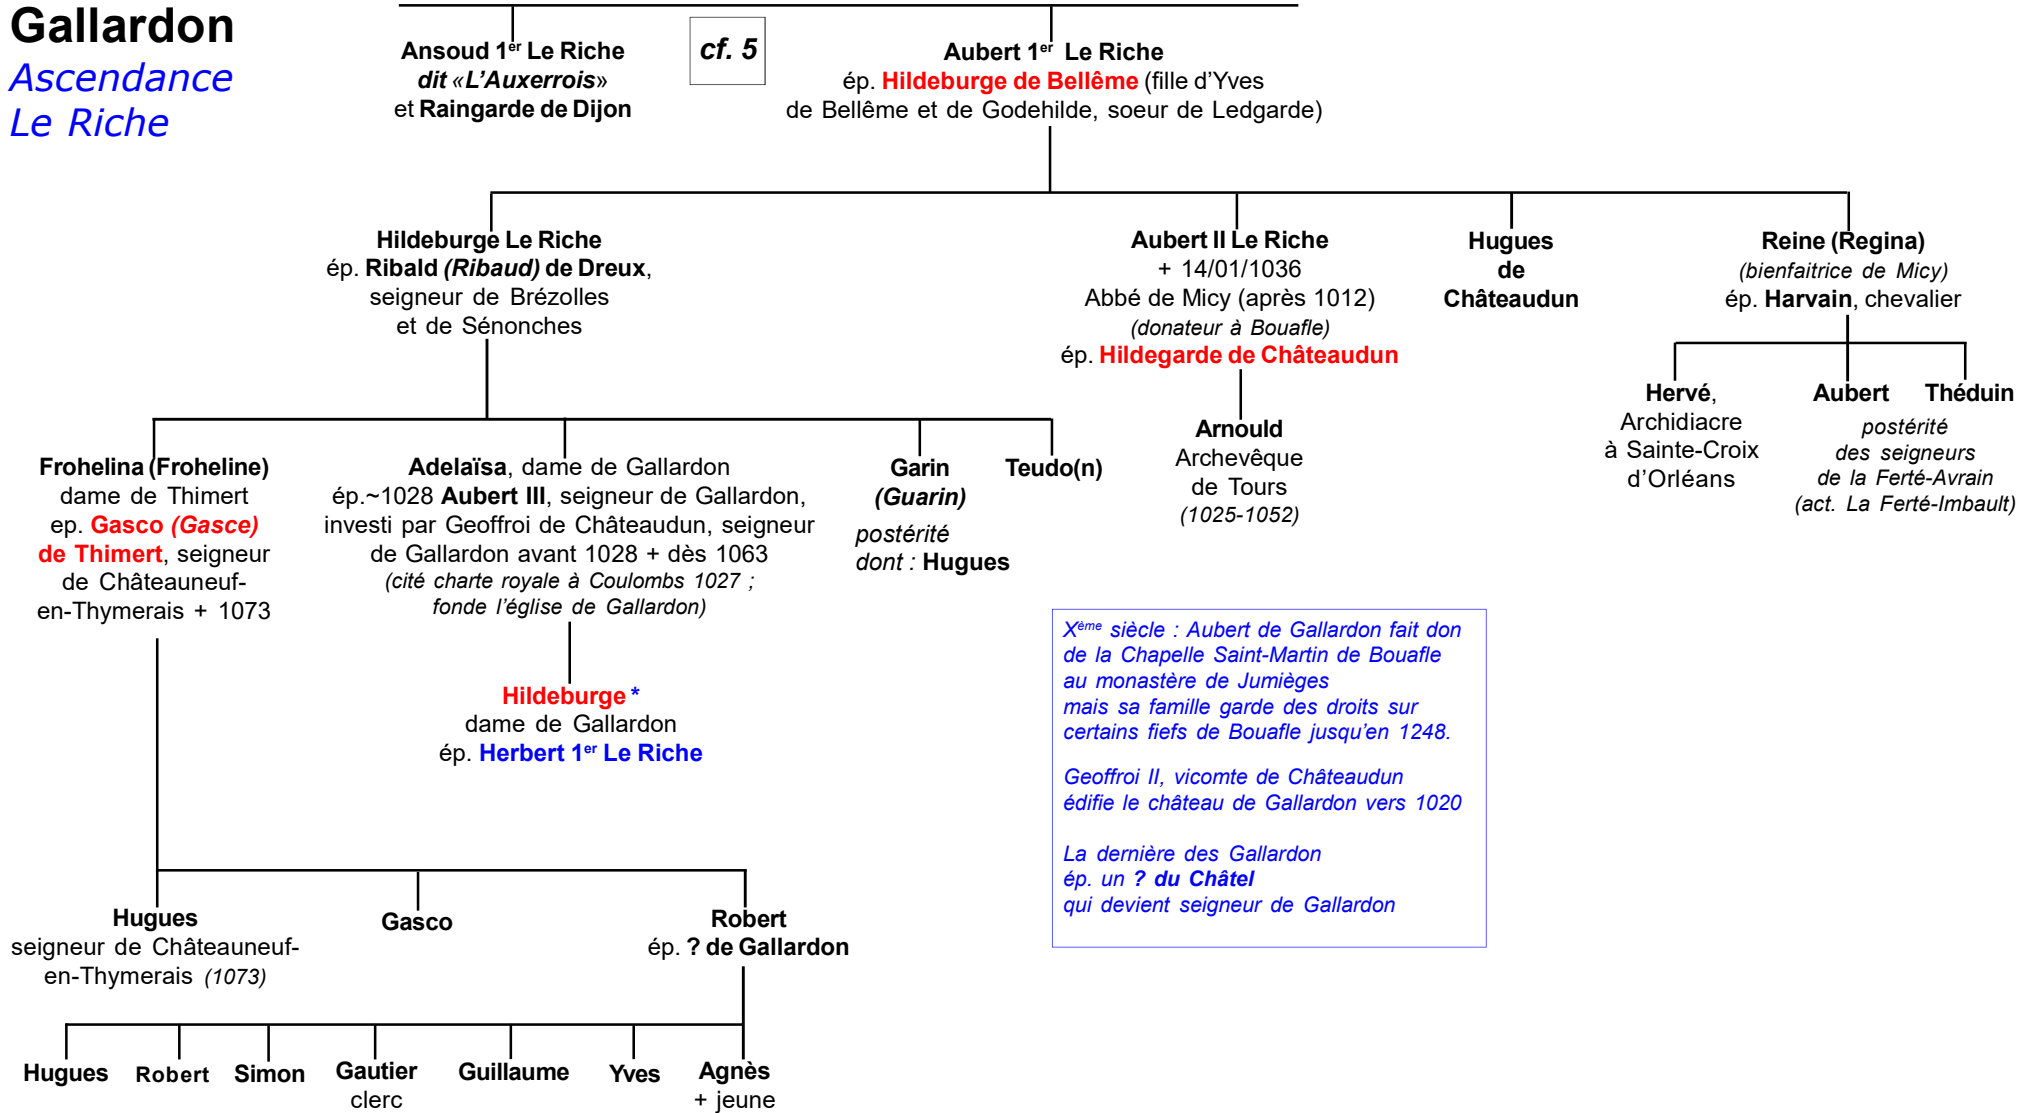 Gallardon
Ascendance
Le Riche
Ansoud 1er Le Riche
dit «L'Auxerrois»
et Raingarde de Dijon
cf. 5
Aubert 1er Le Riche
ép. Hildeburge de Bellême (fille d'Yves
de Bellême et de Godehilde, soeur de Ledgarde)
Hildeburge Le Riche
ép. Ribald (Ribaud) de Dreux,
seigneur de Brézolles
et de Sénonches
Aubert II Le Riche
+ 14/01/1036
Abbé de Micy (après 1012)
(donateur à Bouafle)
ép. Hildegarde de Châteaudun
Hugues
de
Châteaudun
Reine (Regina)
(bienfaitrice de Micy)
ép. Harvain, chevalier
Frohelina (Froheline)
dame de Thimert
ep. Gasco (Gasce)
de Thimert, seigneur
de Châteauneuf-
en-Thymerais + 1073
Adelaïsa, dame de Gallardon
ép.~1028 Aubert III, seigneur de Gallardon,
investi par Geoffroi de Châteaudun, seigneur
de Gallardon avant 1028 + dès 1063
(cité charte royale à Coulombs 1027 ;
fonde l'église de Gallardon)
Garin
(Guarin)
postérité
dont : Hugues
Teudo(n)
Arnould
Archevêque
de Tours
(1025-1052)
Hervé,
Archidiacre
à Sainte-Croix
d'Orléans
Aubert
Théduin
postérité
des seigneurs
de la Ferté-Avrain
(act. La Ferté-Imbault)
Hildeburge *
dame de Gallardon
ép. Herbert 1er Le Riche
Xème siècle : Aubert de Gallardon fait don
de la Chapelle Saint-Martin de Bouafle
au monastère de Jumièges
mais sa famille garde des droits sur
certains fiefs de Bouafle jusqu'en 1248.
Geoffroi II, vicomte de Châteaudun
édifie le château de Gallardon vers 1020
La dernière des Gallardon
ép. un ? du Châtel
qui devient seigneur de Gallardon
Hugues
seigneur de Châteauneuf-
en-Thymerais (1073)
Gasco
Robert
ép. ? de Gallardon
Hugues
Robert
Simon
Gautier
clerc
Guillaume
Yves
Agnès
+ jeune